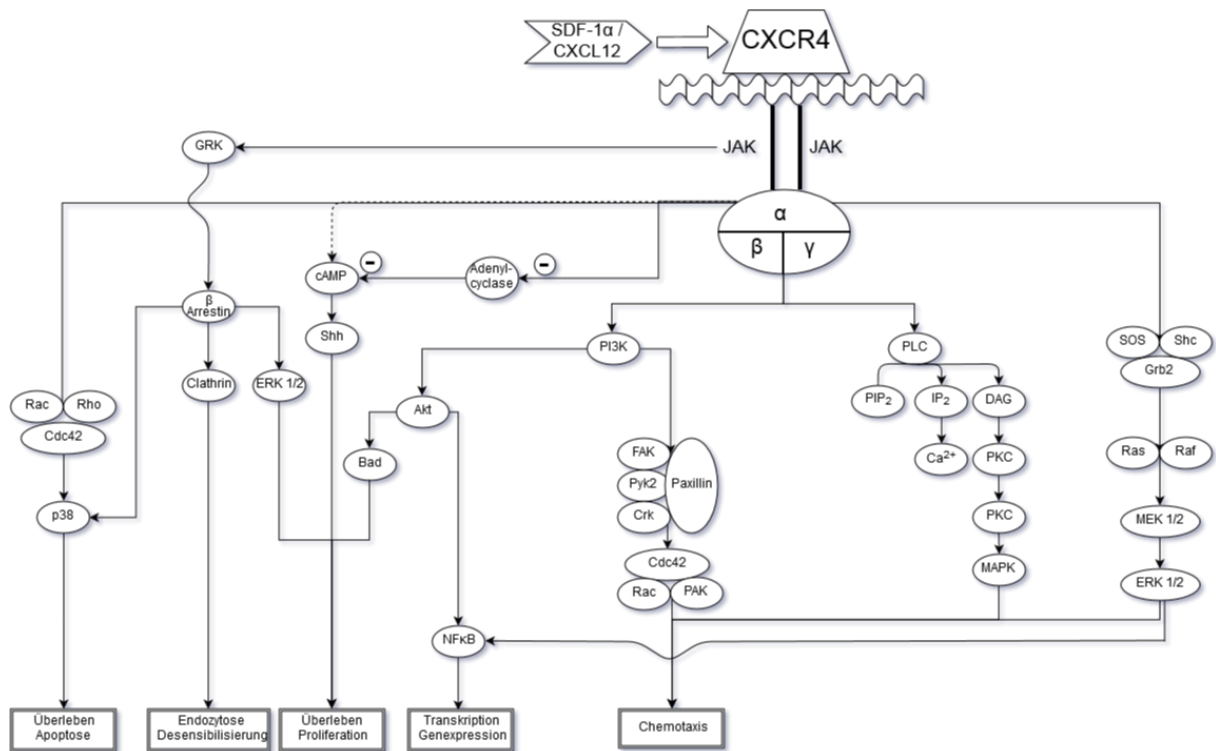 SDF-1α /
CXCL12
CXCR4
JAK
JAK
GRK
α
β
γ
cAMP
−
Adenyl-
cyclase
−
β
Arrestin
Shh
PI3K
PLC
SOS
Shc
Grb2
Clathrin
ERK 1/2
Akt
PIP₂
IP₂
DAG
Rac
Rho
Cdc42
Bad
FAK
Pyk2
Crk
Paxillin
Ca²⁺
PKC
Ras
Raf
p38
PKC
MEK 1/2
Cdc42
Rac
PAK
MAPK
ERK 1/2
NFκB
Überleben
Apoptose
Endozytose
Desensibilisierung
Überleben
Proliferation
Transkription
Genexpression
Chemotaxis